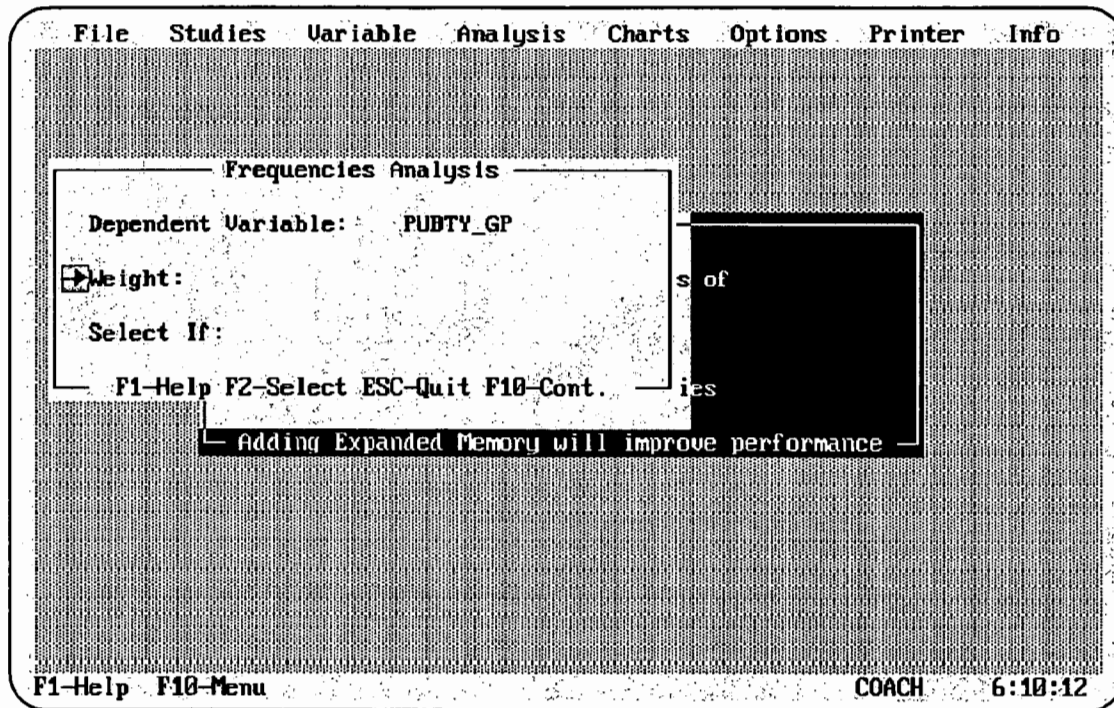 File Studies Variable Analysis Charts Options Printer Info
Frequencies Analysis
Dependent Variable: PUBTY_GP
Weight:
s of
Select If:
F1-Help F2-Select ESC-Quit F10-Cont.
ies
Adding Expanded Memory will improve performance
F1-Help F10-Menu COACH 6:10:12